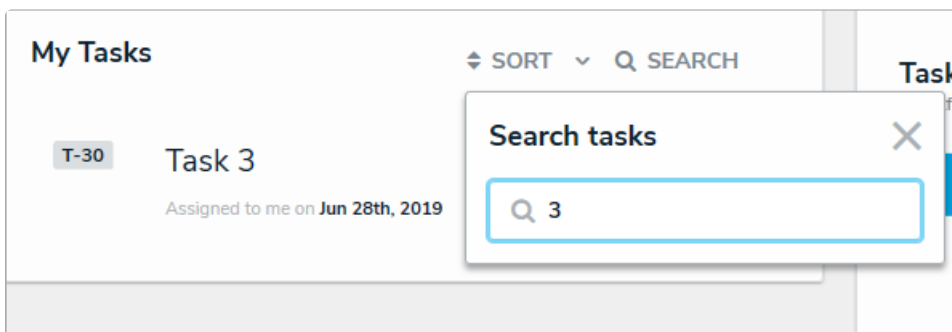 My Tasks
SORT SEARCH
T-30
Task 3
Assigned to me on Jun 28th, 2019
Search tasks
3